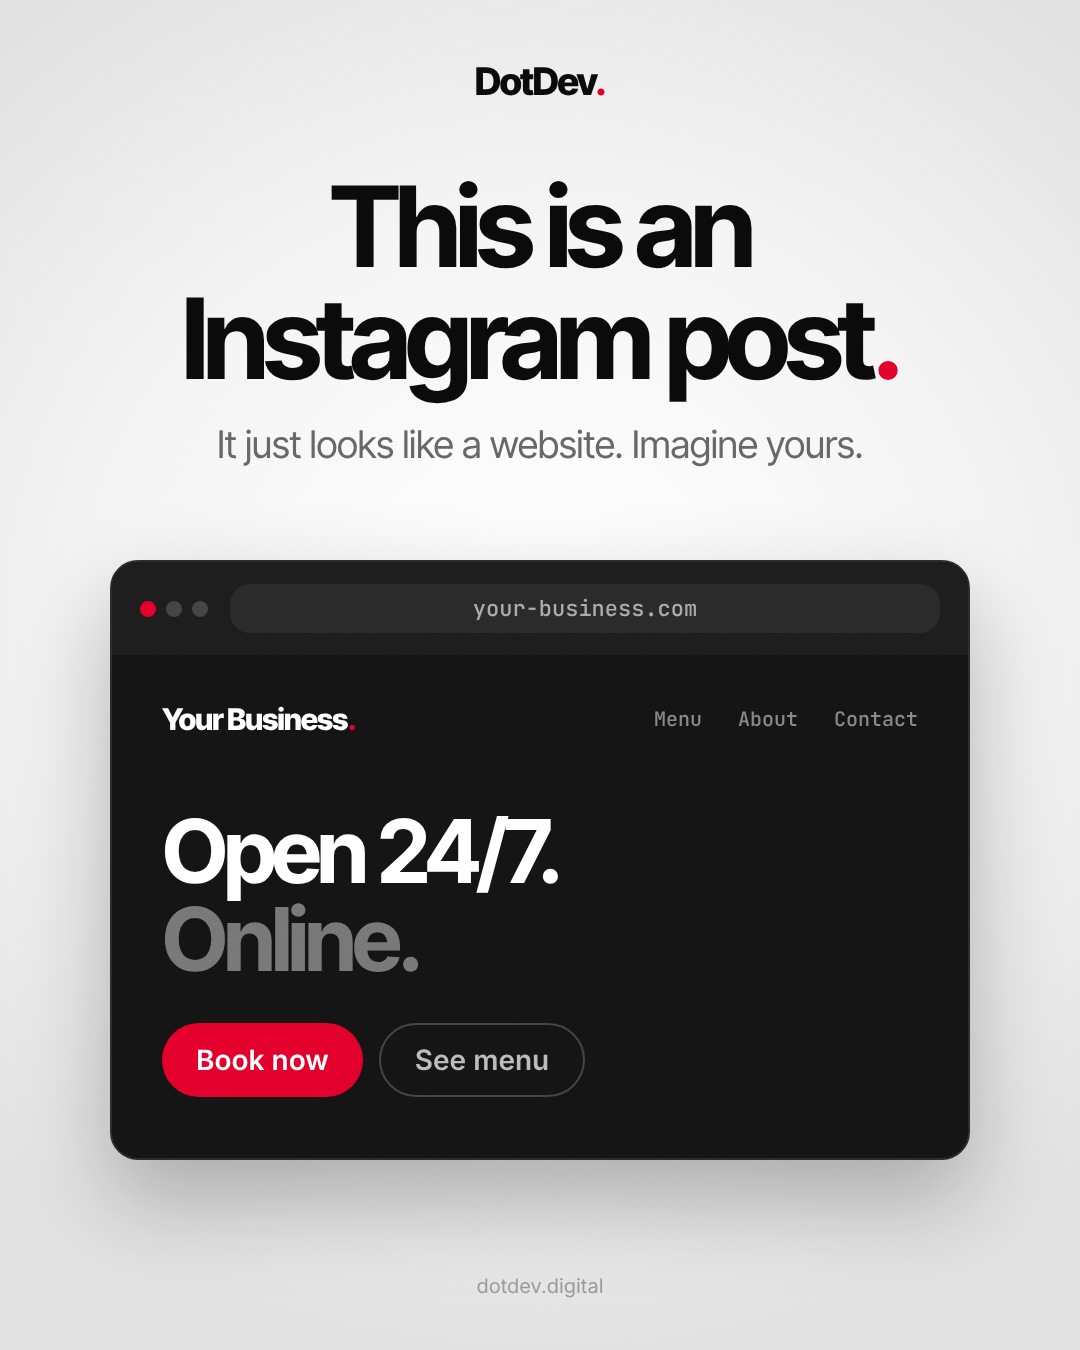 DotDev.
This is an
Instagram post.
It just looks like a website. Imagine yours.
your-business.com
Your Business.
Menu About Contact
Open 24/7.
Online.
Book now See menu
dotdev.digital